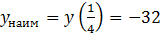 yнаим = y(1/4) = −32